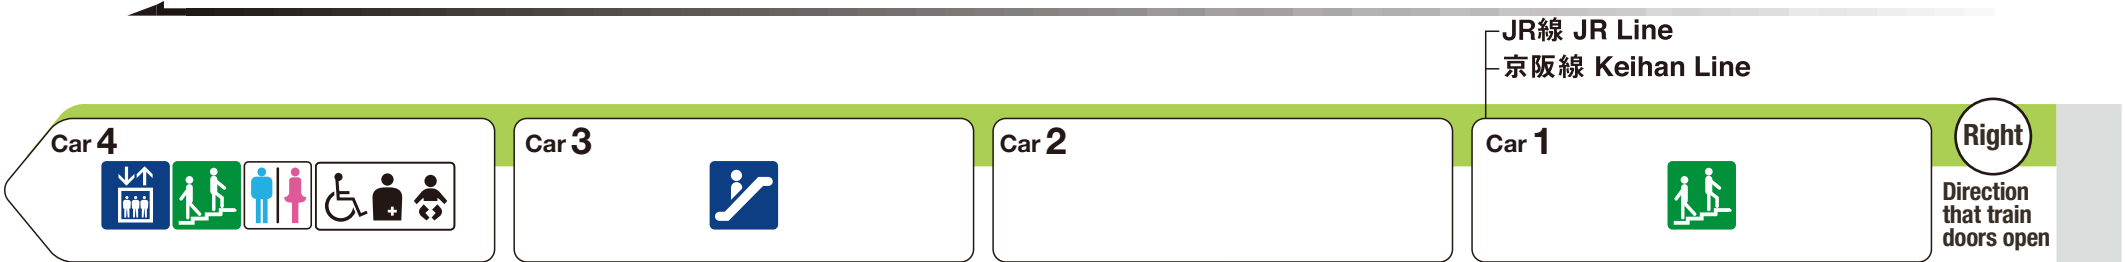 JR線 JR Line
京阪線 Keihan Line
Car 4
Car 3
Car 2
Car 1
Right
Direction
that train
doors open